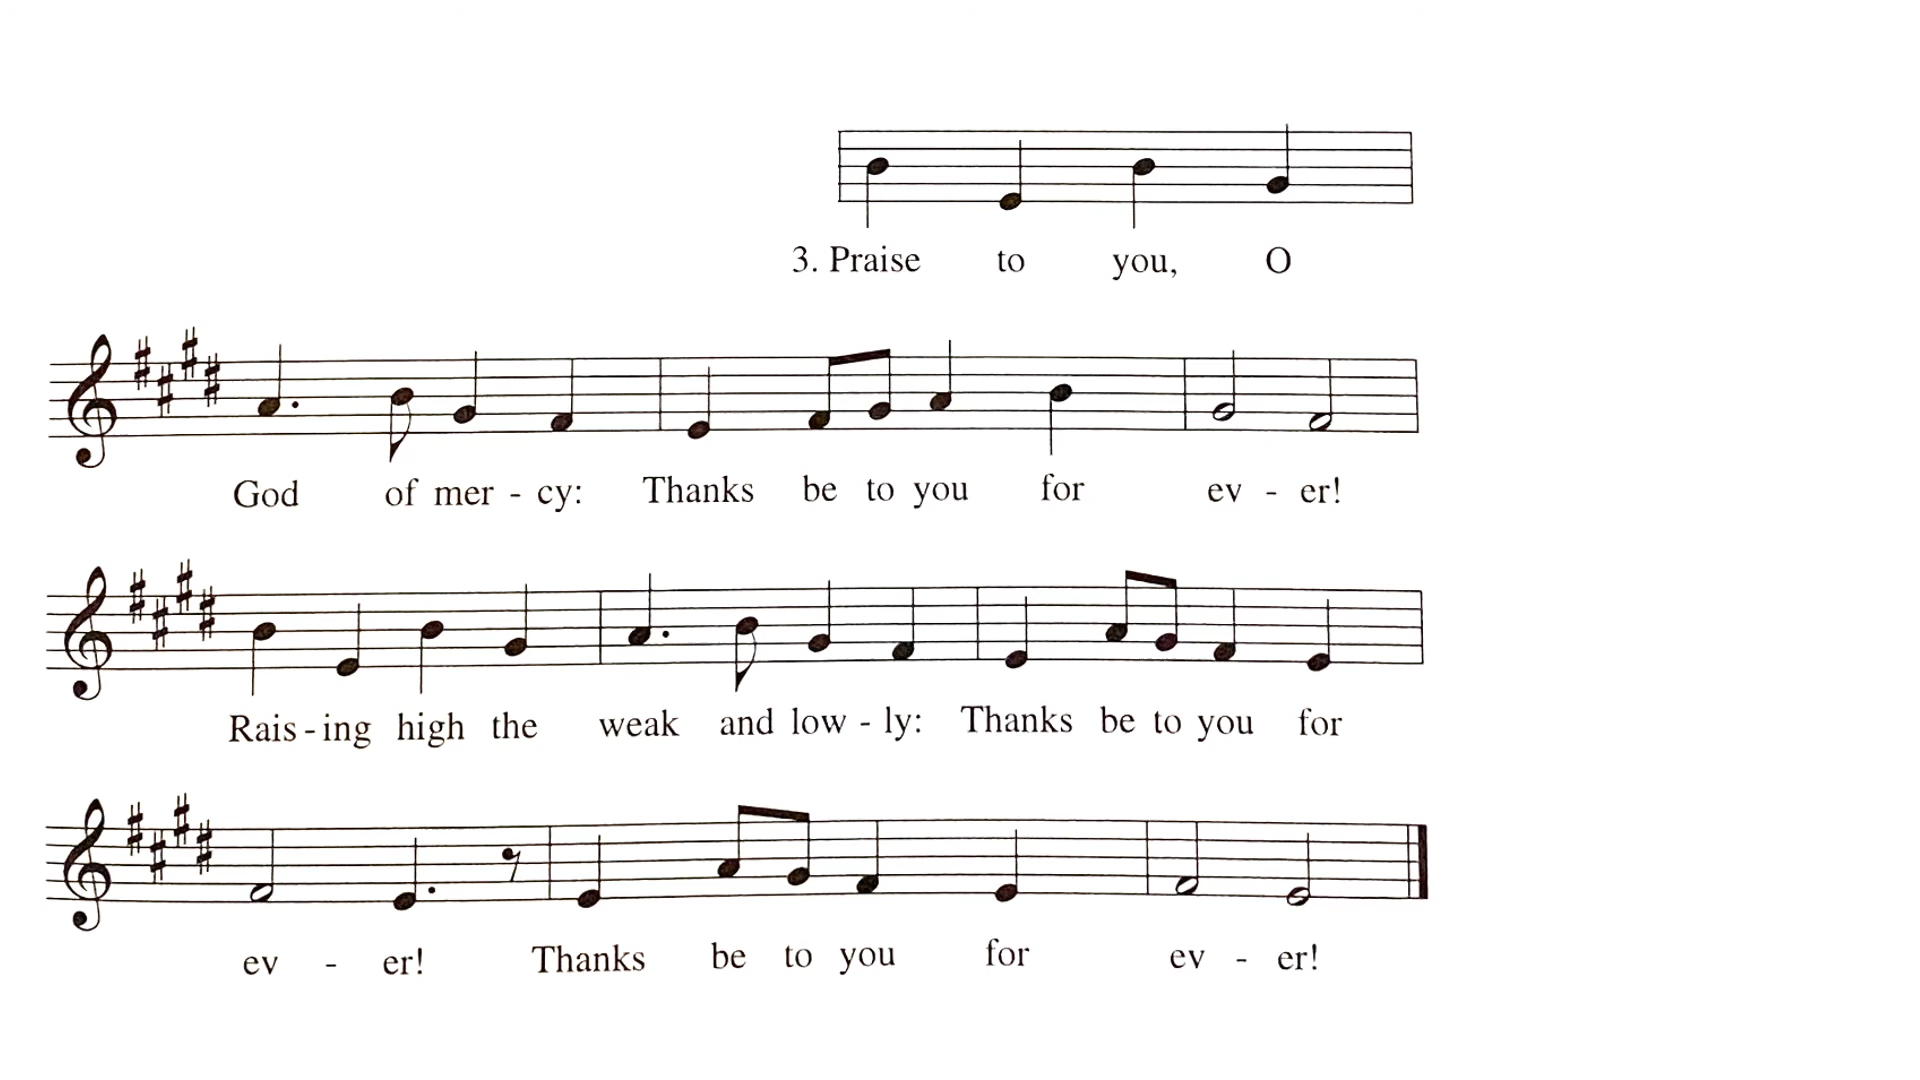 3. Praise to you, O
God of mer - cy: Thanks be to you for ev - er!
Rais - ing high the weak and low - ly: Thanks be to you for
ev - er! Thanks be to you for ev - er!